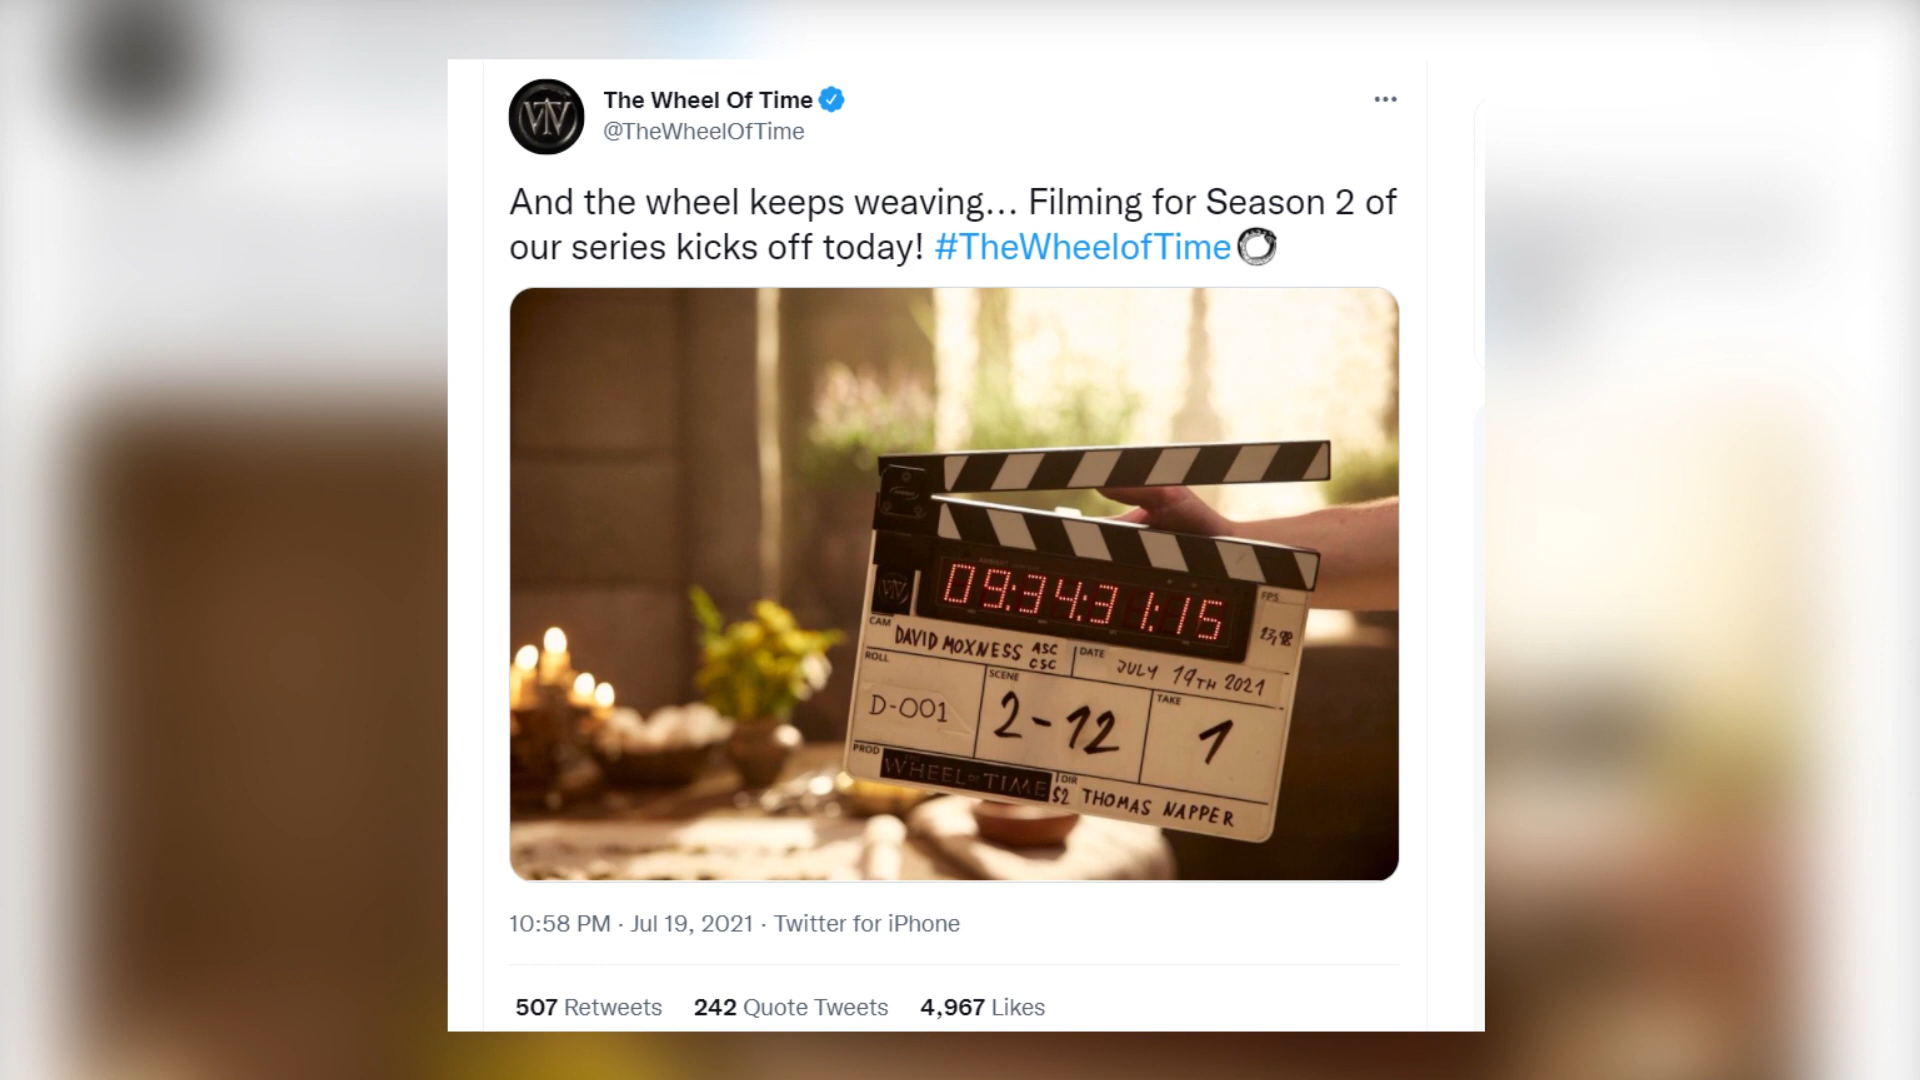 The Wheel Of Time
@TheWheelOfTime
And the wheel keeps weaving... Filming for Season 2 of
our series kicks off today! #TheWheelofTime
09:34:31:15
FPS
23,98
CAM
DAVID MOXNESS ASC CSC
DATE
JULY 19TH 2021
ROLL
D-001
SCENE
2-12
TAKE
1
PROD
THE WHEEL OF TIME S2
DIR
THOMAS NAPPER
10:58 PM · Jul 19, 2021 · Twitter for iPhone
507 Retweets 242 Quote Tweets 4,967 Likes